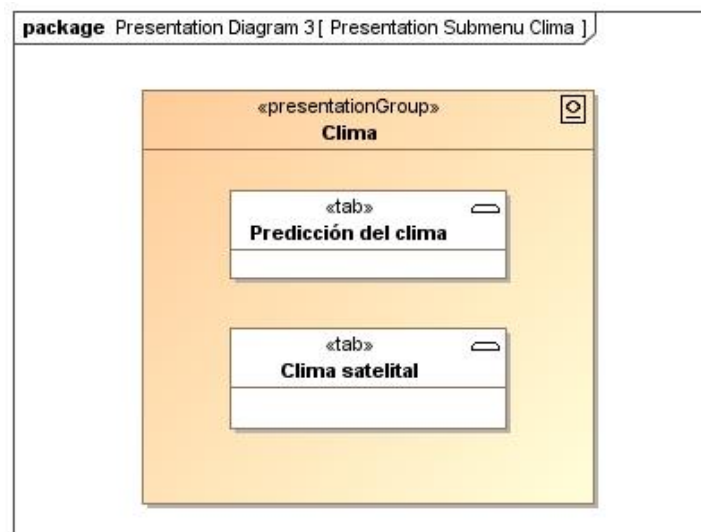 package Presentation Diagram 3[ Presentation Submenu Clima ]
«presentationGroup»
Clima
«tab»
Predicción del clima
«tab»
Clima satelital